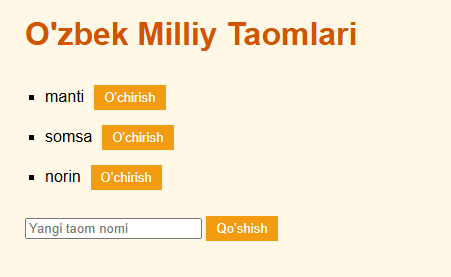 O'zbek Milliy Taomlari
manti O'chirish
somsa O'chirish
norin O'chirish
Yangi taom nomi Qo'shish